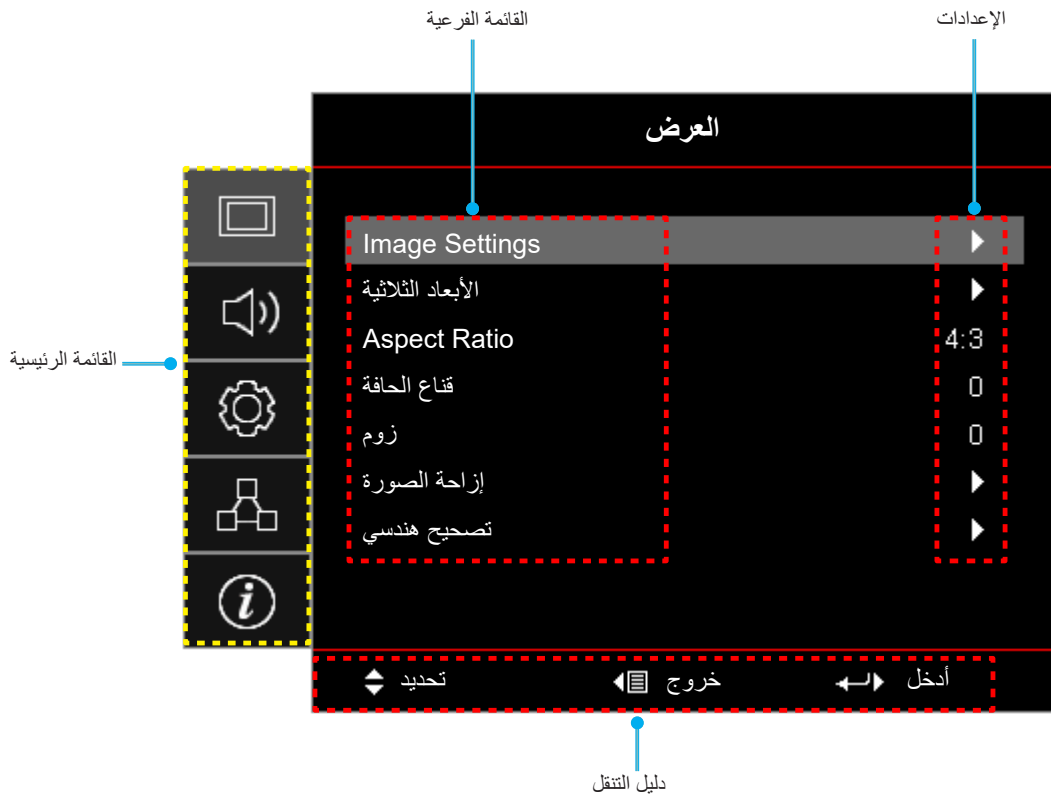 القائمة الفرعية
الإعدادات
العرض
Image Settings
الأبعاد الثلاثية
Aspect Ratio 4:3
قناع الحافة 0
زوم 0
إزاحة الصورة
تصحيح هندسي
القائمة الرئيسية
تحديد
خروج
أدخل
دليل التنقل